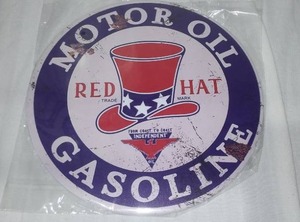 MOTOR OIL
RED HAT
TRADE MARK
FROM COAST TO COAST
INDEPENDENT
GASOLINE